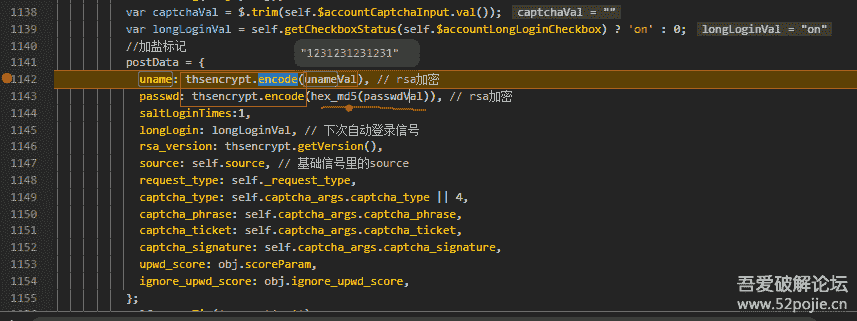 1138 var captchaVal = $.trim(self.$accountCaptchaInput.val()); captchaVal = ""
1139 var longLoginVal = self.getCheckboxStatus(self.$accountLongLoginCheckbox) ? 'on' : 0; longLoginVal = "on"
1140 //加盐标记
"1231231231231"
1141 postData = {
1142 uname: thsencrypt.encode(unameVal), // rsa加密
1143 passwd: thsencrypt.encode(hex_md5(passwdVal)), // rsa加密
1144 saltLoginTimes:1,
1145 longLogin: longLoginVal, // 下次自动登录信号
1146 rsa_version: thsencrypt.getVersion(),
1147 source: self.source, // 基础信号里的source
1148 request_type: self._request_type,
1149 captcha_type: self.captcha_args.captcha_type || 4,
1150 captcha_phrase: self.captcha_args.captcha_phrase,
1151 captcha_ticket: self.captcha_args.captcha_ticket,
1152 captcha_signature: self.captcha_args.captcha_signature,
1153 upwd_score: obj.scoreParam,
1154 ignore_upwd_score: obj.ignore_upwd_score,
1155 };
吾爱破解论坛
www.52pojie.cn